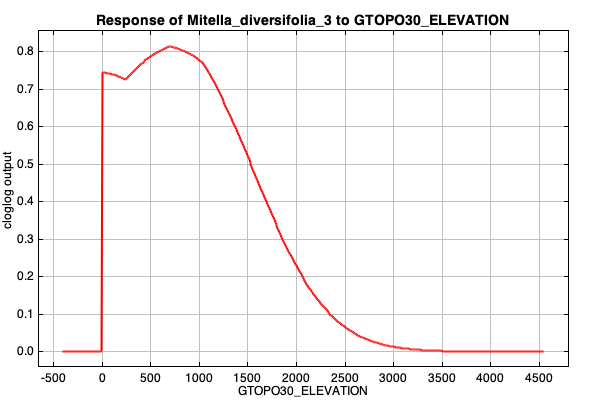 Response of Mitella_diversifolia_3 to GTOPO30_ELEVATION
cloglog output
0.8
0.7
0.6
0.5
0.4
0.3
0.2
0.1
0.0
-500 0 500 1000 1500 2000 2500 3000 3500 4000 4500
GTOPO30_ELEVATION